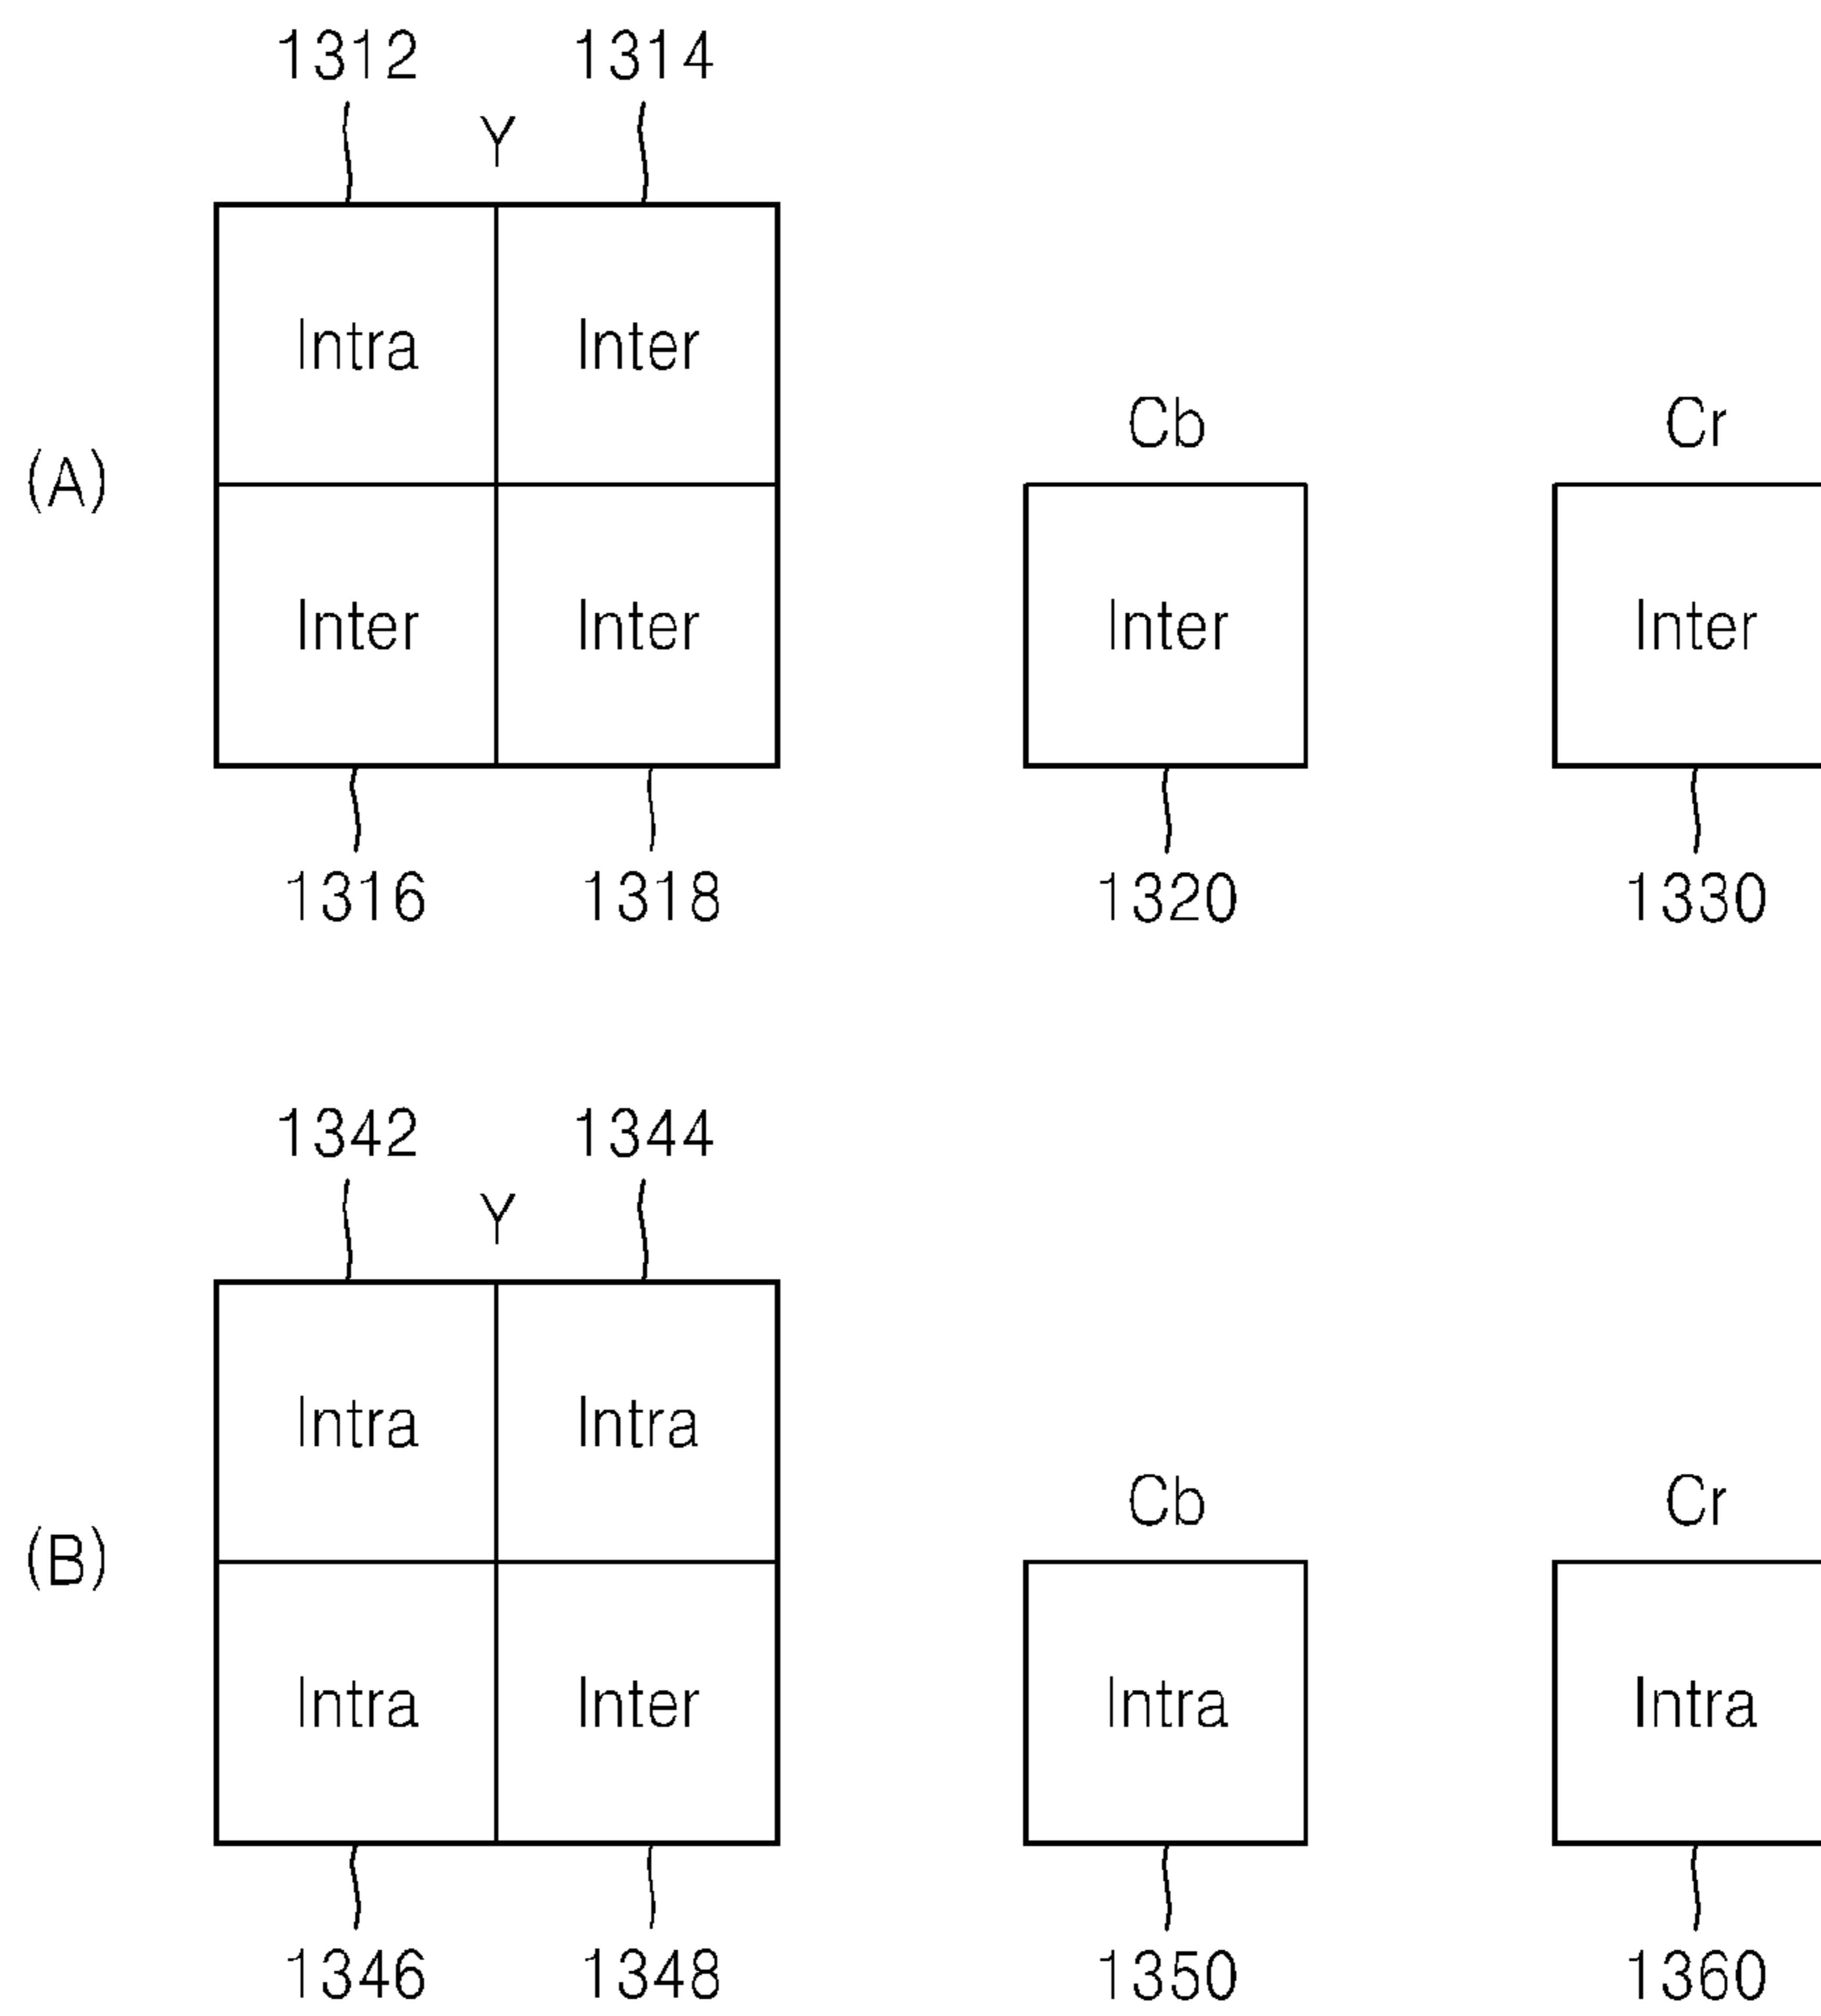 1312 1314
Y
Intra Inter
Cb Cr
(A)
Inter Inter Inter Inter
1316 1318 1320 1330
1342 1344
Y
Intra Intra
Cb Cr
(B)
Intra Inter Intra Intra
1346 1348 1350 1360